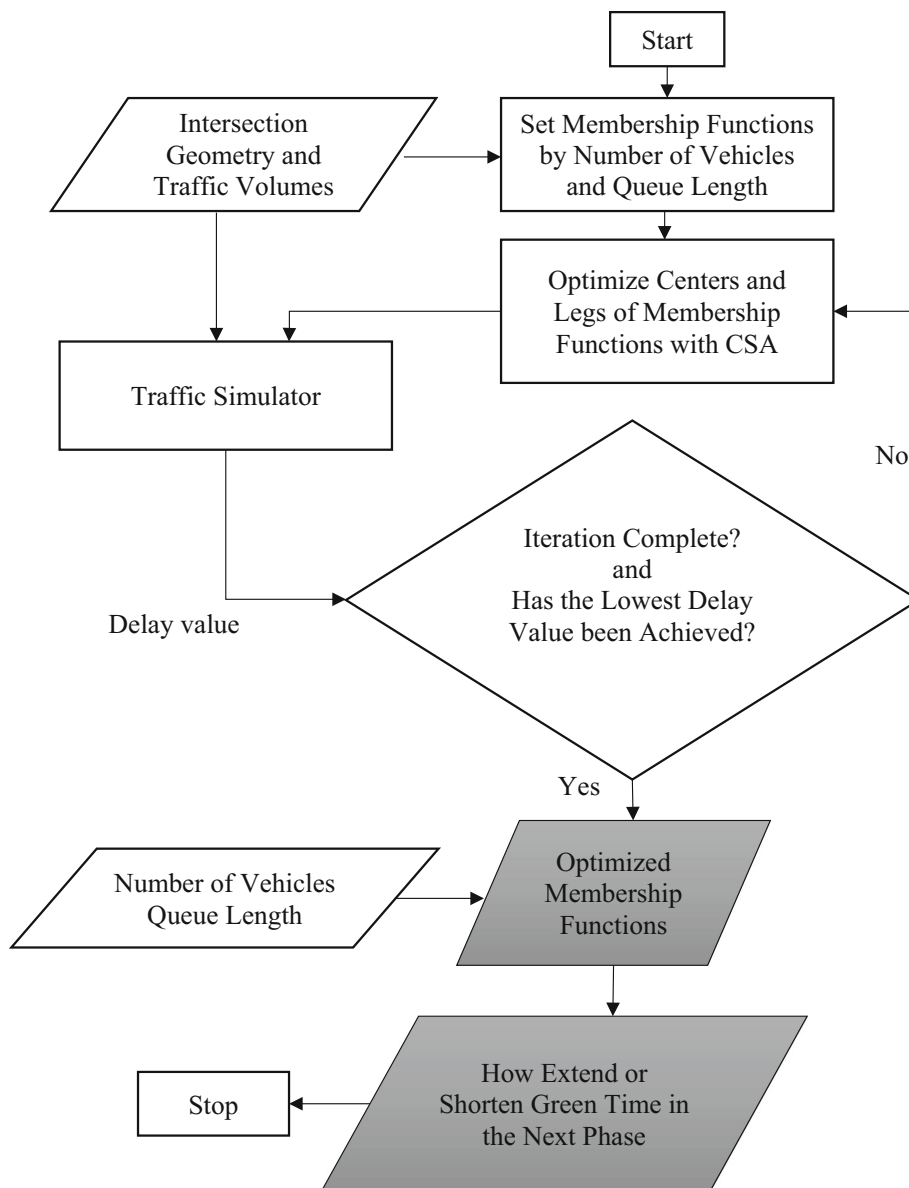 Start
Intersection
Geometry and
Traffic Volumes
Set Membership Functions
by Number of Vehicles
and Queue Length
Optimize Centers and
Legs of Membership
Functions with CSA
Traffic Simulator
No
Iteration Complete?
and
Has the Lowest Delay
Value been Achieved?
Delay value
Yes
Number of Vehicles
Queue Length
Optimized
Membership
Functions
How Extend or
Shorten Green Time in
the Next Phase
Stop